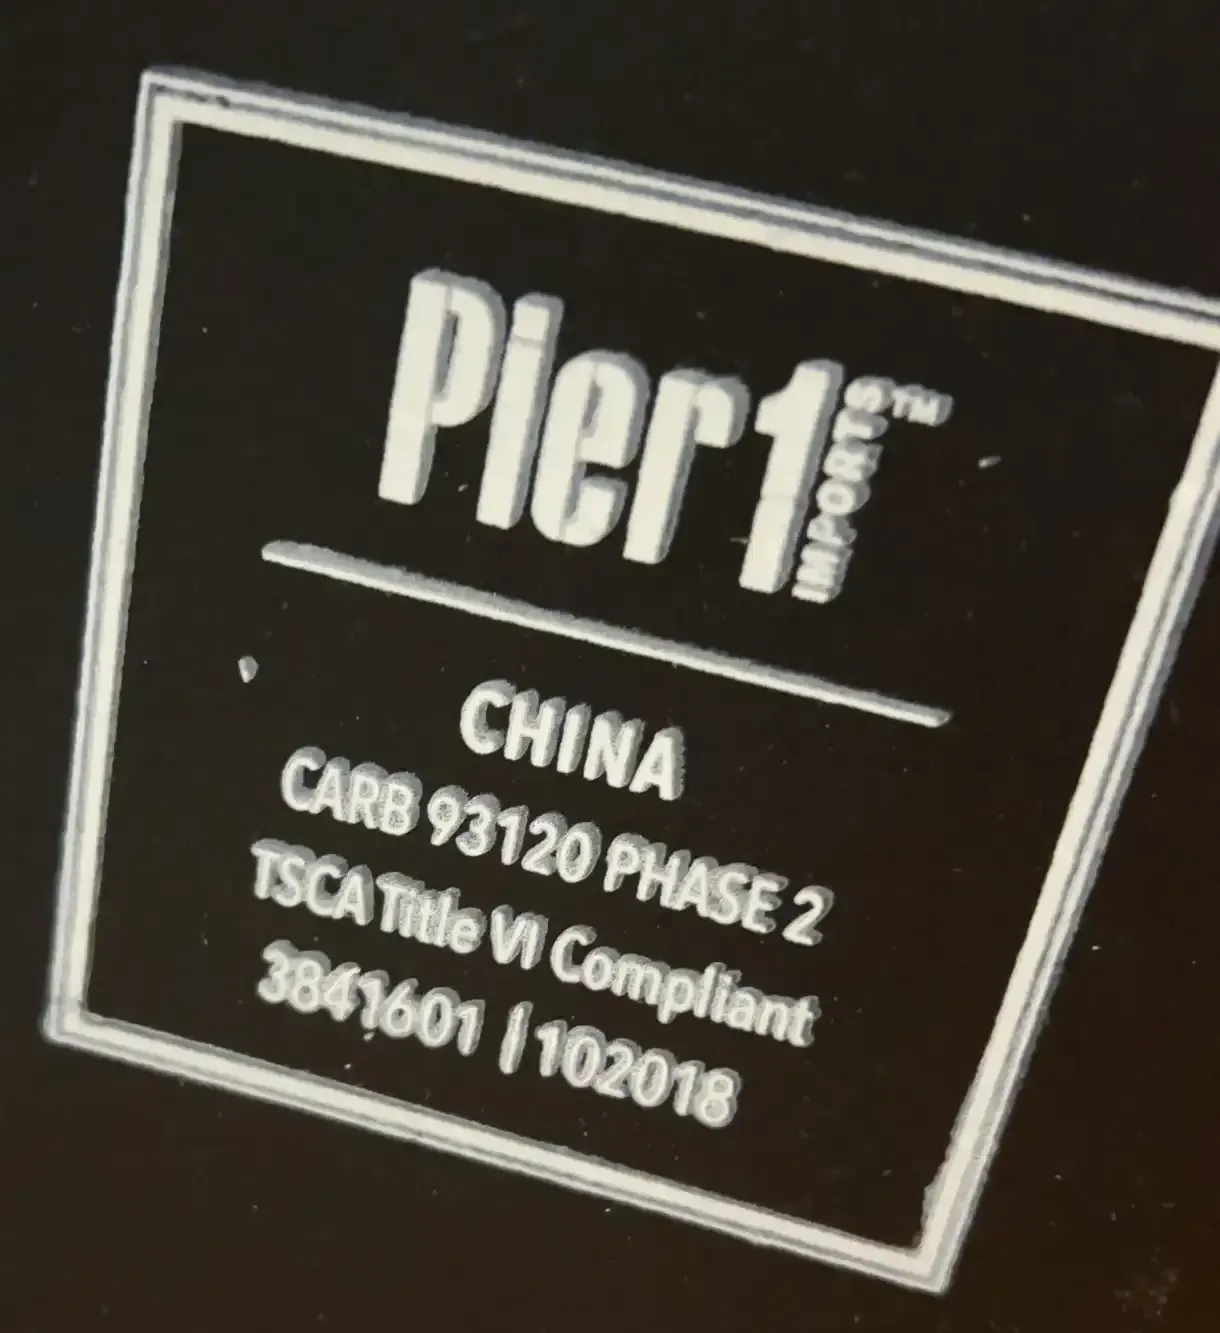 Pier1 IMPORTS™
CHINA
CARB 93120 PHASE 2
TSCA Title VI Compliant
3841601 | 102018